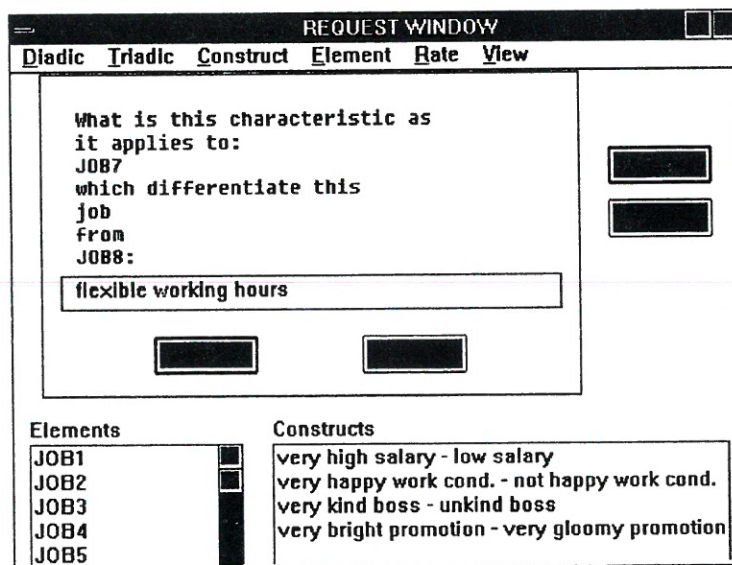 REQUEST WINDOW
Diadic Triadic Construct Element Rate View
What is this characteristic as
it applies to:
JOB7
which differentiate this
job
from
JOB8:
flexible working hours
Elements
JOB1
JOB2
JOB3
JOB4
JOB5
Constructs
very high salary - low salary
very happy work cond. - not happy work cond.
very kind boss - unkind boss
very bright promotion - very gloomy promotion